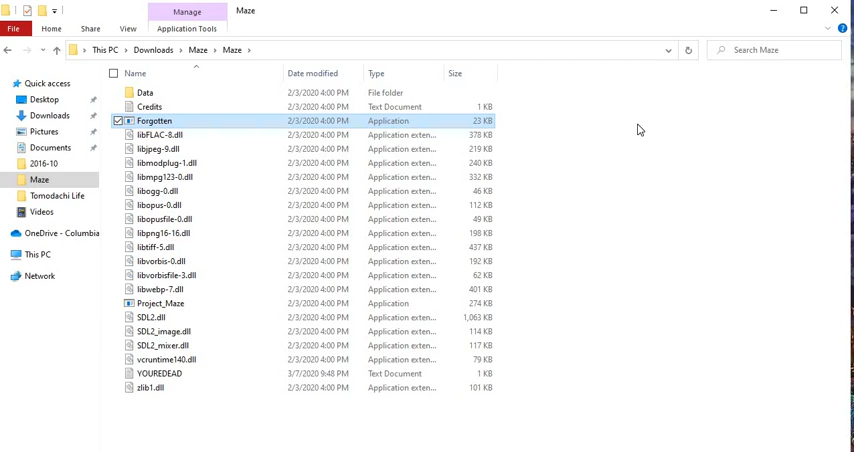 Manage
Maze
File
Home
Share
View
Application Tools
This PC
Downloads
Maze
Maze
Search Maze
Name
Date modified
Type
Size
Quick access
Desktop
Downloads
Pictures
Documents
2016-10
Maze
Tomodachi Life
Videos
OneDrive - Columbia
This PC
Network
Data 2/3/2020 4:00 PM File folder
Credits 2/3/2020 4:00 PM Text Document 1 KB
Forgotten 2/3/2020 4:00 PM Application 23 KB
libFLAC-8.dll 2/3/2020 4:00 PM Application exten... 378 KB
libjpeg-9.dll 2/3/2020 4:00 PM Application exten... 219 KB
libmodplug-1.dll 2/3/2020 4:00 PM Application exten... 240 KB
libmpg123-0.dll 2/3/2020 4:00 PM Application exten... 332 KB
libogg-0.dll 2/3/2020 4:00 PM Application exten... 46 KB
libopus-0.dll 2/3/2020 4:00 PM Application exten... 112 KB
libopusfile-0.dll 2/3/2020 4:00 PM Application exten... 49 KB
libpng16-16.dll 2/3/2020 4:00 PM Application exten... 198 KB
libtiff-5.dll 2/3/2020 4:00 PM Application exten... 437 KB
libvorbis-0.dll 2/3/2020 4:00 PM Application exten... 192 KB
libvorbisfile-3.dll 2/3/2020 4:00 PM Application exten... 62 KB
libwebp-7.dll 2/3/2020 4:00 PM Application exten... 401 KB
Project_Maze 2/3/2020 4:00 PM Application 274 KB
SDL2.dll 2/3/2020 4:00 PM Application exten... 1,063 KB
SDL2_image.dll 2/3/2020 4:00 PM Application exten... 114 KB
SDL2_mixer.dll 2/3/2020 4:00 PM Application exten... 117 KB
vcruntime140.dll 2/3/2020 4:00 PM Application exten... 79 KB
YOUREDEAD 3/7/2020 9:48 PM Text Document 1 KB
zlib1.dll 2/3/2020 4:00 PM Application exten... 101 KB